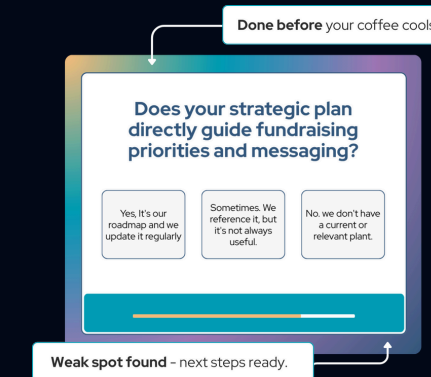 Done before your coffee cools
Does your strategic plan
directly guide fundraising
priorities and messaging?
Yes, It's our
roadmap and we
update it regularly
Sometimes. We
reference it, but
it's not always
useful.
No. we don't have
a current or
relevant plant.
Weak spot found - next steps ready.